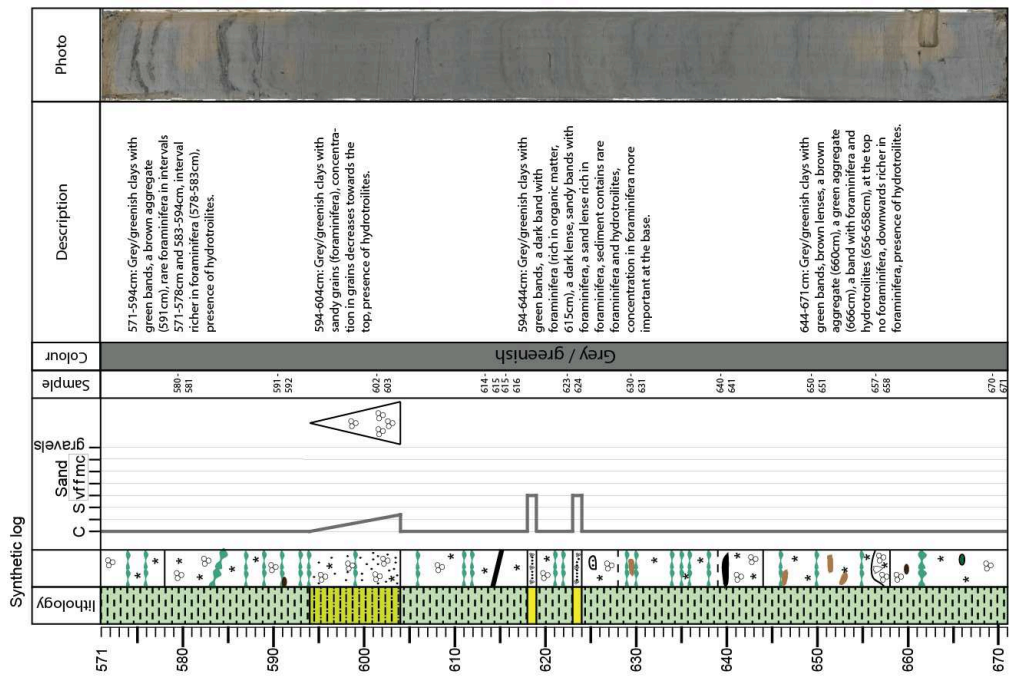 Synthetic log
lithology
C
S
vf f m c
Sand
gravels
Sample
Colour
Description
Photo
571
580
590
600
610
620
630
640
650
660
670
580-
581
591-
592
602-
603
614-
615
615-
616
623-
624
630-
631
640-
641
650-
651
657-
658
670-
671
Grey / greenish
571-594cm: Grey/greenish clays with
green bands, a brown aggregate
(591cm), rare foraminifera in intervals
571-578cm and 583-594cm, interval
richer in foraminifera (578-583cm),
presence of hydrotroilites.
594-604cm: Grey/greenish clays with
sandy grains (foraminifera), concentra-
tion in grains decreases towards the
top, presence of hydrotroilites.
594-644cm: Grey/greenish clays with
green bands, a dark band with
foraminifera (rich in organic matter,
615cm), a dark lense, sandy bands with
foraminifera, a sand lense rich in
foraminifera, sediment contains rare
foraminifera and hydrotroilites,
concentration in foraminifera more
important at the base.
644-671cm: Grey/greenish clays with
green bands, brown lenses, a brown
aggregate (660cm), a green aggregate
(666cm), a band with foraminifera and
hydrotroilites (656-658cm), at the top
no foraminifera, downwards richer in
foraminifera, presence of hydrotroilites.